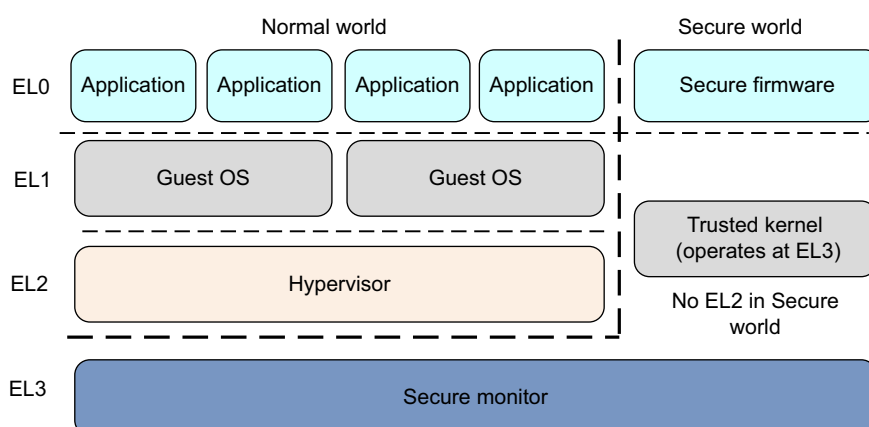 Normal world
Secure world
EL0
Application
Application
Application
Application
Secure firmware
EL1
Guest OS
Guest OS
Trusted kernel
(operates at EL3)
EL2
Hypervisor
No EL2 in Secure
world
EL3
Secure monitor